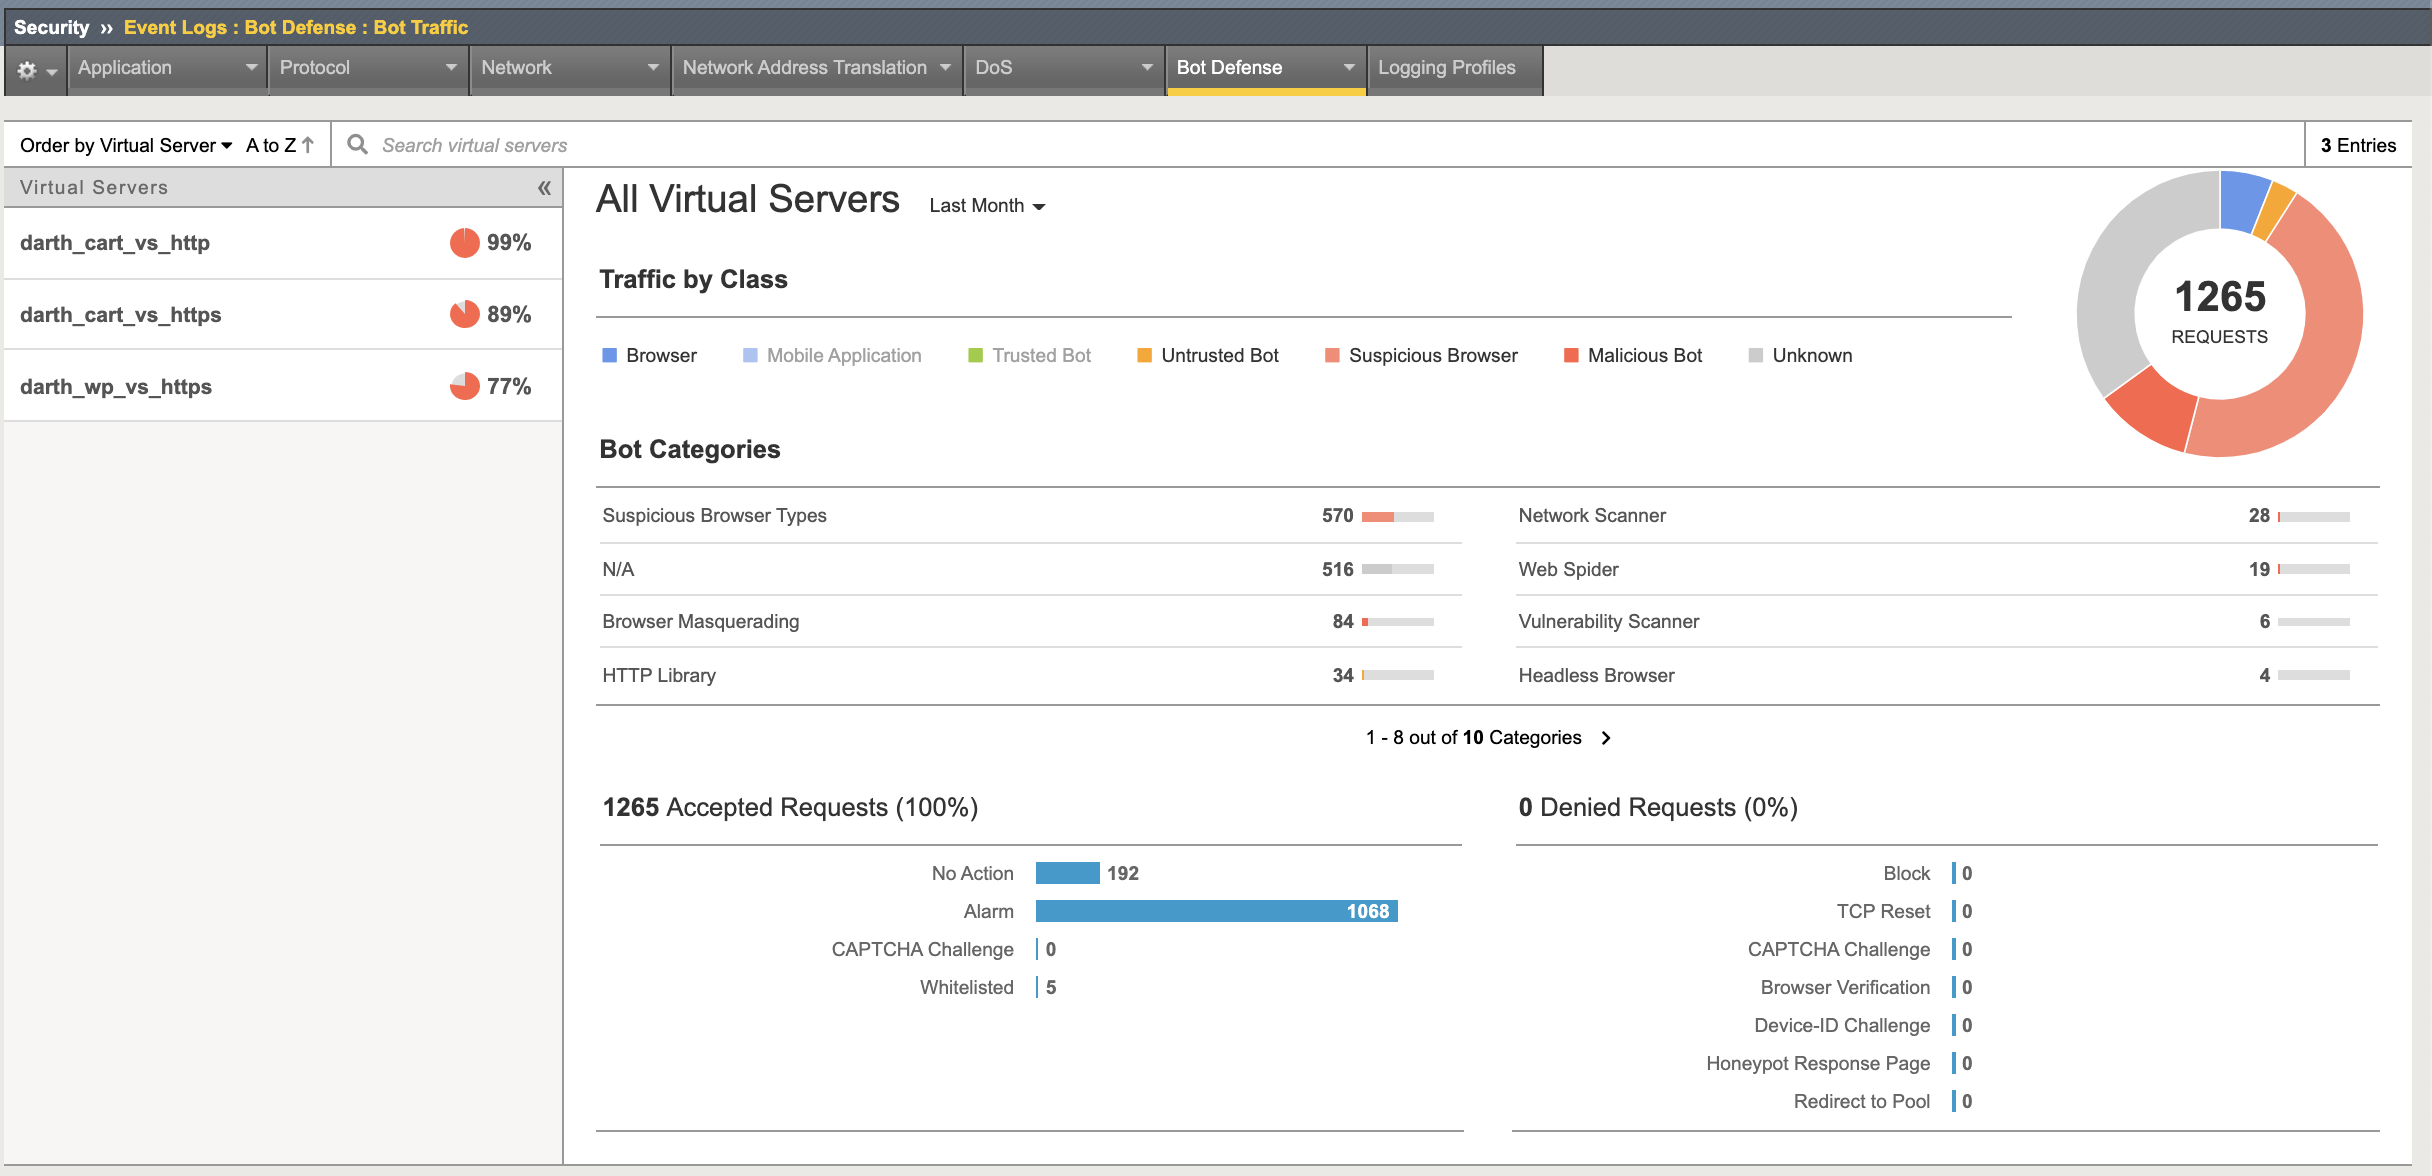 Security ›› Event Logs : Bot Defense : Bot Traffic
Application Protocol Network Network Address Translation DoS Bot Defense Logging Profiles
Order by Virtual Server A to Z Search virtual servers 3 Entries
Virtual Servers «
darth_cart_vs_http 99%
darth_cart_vs_https 89%
darth_wp_vs_https 77%
All Virtual Servers Last Month
1265
REQUESTS
Traffic by Class
Browser Mobile Application Trusted Bot Untrusted Bot Suspicious Browser Malicious Bot Unknown
Bot Categories
Suspicious Browser Types 570
N/A 516
Browser Masquerading 84
HTTP Library 34
Network Scanner 28
Web Spider 19
Vulnerability Scanner 6
Headless Browser 4
1 - 8 out of 10 Categories
1265 Accepted Requests (100%)
No Action 192
Alarm 1068
CAPTCHA Challenge 0
Whitelisted 5
0 Denied Requests (0%)
Block 0
TCP Reset 0
CAPTCHA Challenge 0
Browser Verification 0
Device-ID Challenge 0
Honeypot Response Page 0
Redirect to Pool 0